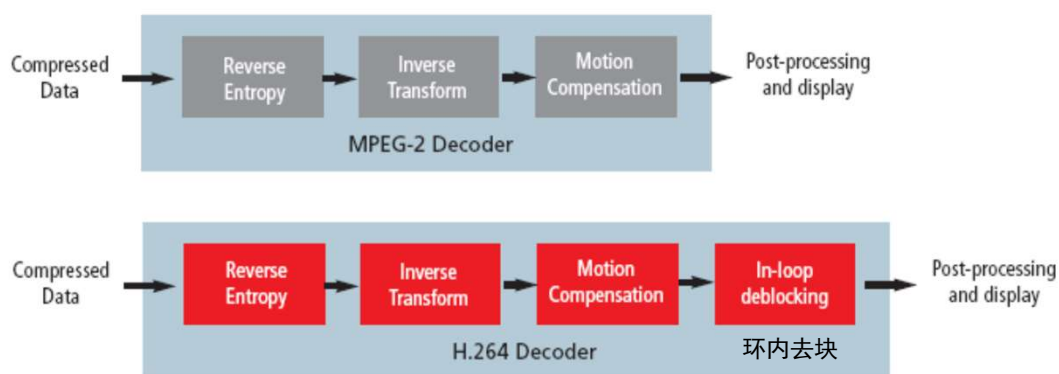 Compressed
Data
Reverse
Entropy
Inverse
Transform
Motion
Compensation
Post-processing
and display
MPEG-2 Decoder
Compressed
Data
Reverse
Entropy
Inverse
Transform
Motion
Compensation
In-loop
deblocking
Post-processing
and display
H.264 Decoder
环内去块